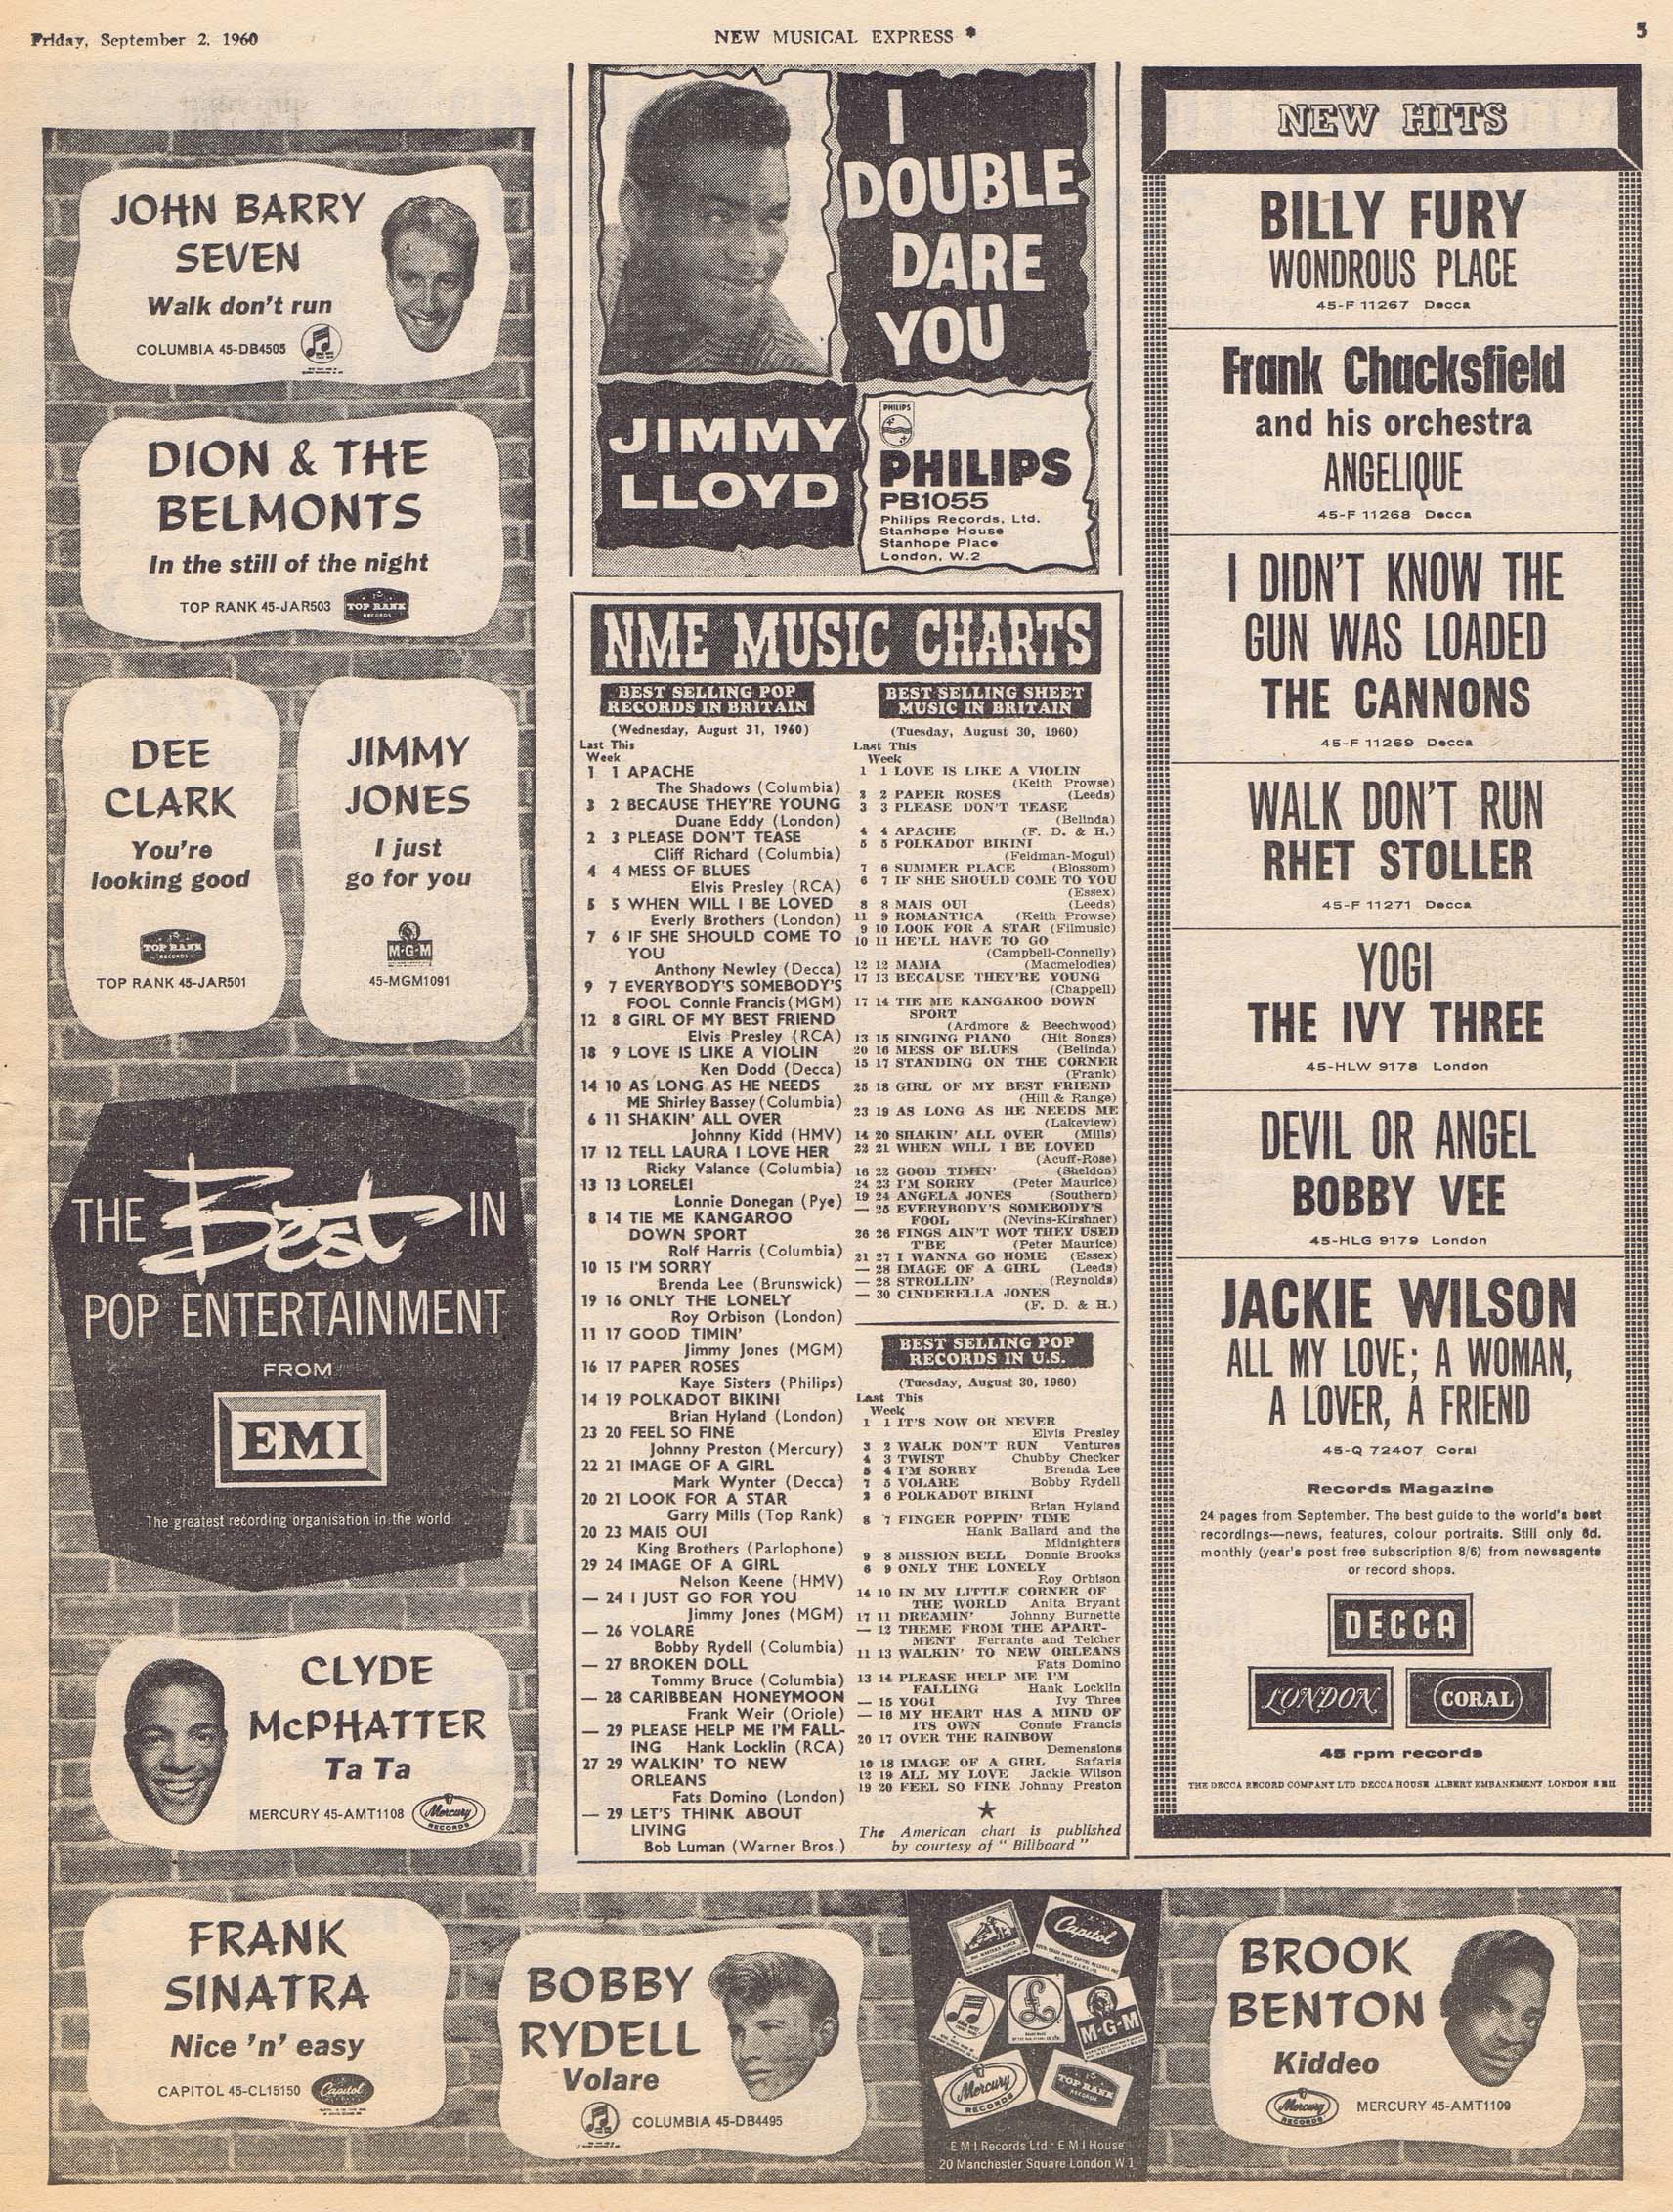 Friday, September 2, 1960
NEW MUSICAL EXPRESS *
5
JOHN BARRY
SEVEN
Walk don't run
COLUMBIA 45-DB4505
DION & THE
BELMONTS
In the still of the night
TOP RANK 45-JAR503
TOP RANK
RECORDS
DEE
CLARK
You're
looking good
TOP RANK
RECORDS
TOP RANK 45-JAR501
JIMMY
JONES
I just
go for you
M-G-M
45-MGM1091
THE Best IN
POP ENTERTAINMENT
FROM
EMI
The greatest recording organisation in the world
CLYDE
McPHATTER
Ta Ta
MERCURY 45-AMT1108
Mercury
RECORDS
FRANK
SINATRA
Nice 'n' easy
CAPITOL 45-CL15150
Capitol
I
DOUBLE
DARE
YOU
JIMMY
LLOYD
PHILIPS
PHILIPS
PB1055
Philips Records, Ltd.
Stanhope House
Stanhope Place
London, W.2
NME MUSIC CHARTS
BEST SELLING POP
RECORDS IN BRITAIN
(Wednesday, August 31, 1960)
Last This
Week
1 1 APACHE
The Shadows (Columbia)
3 2 BECAUSE THEY'RE YOUNG
Duane Eddy (London)
2 3 PLEASE DON'T TEASE
Cliff Richard (Columbia)
4 4 MESS OF BLUES
Elvis Presley (RCA)
5 5 WHEN WILL I BE LOVED
Everly Brothers (London)
7 6 IF SHE SHOULD COME TO
YOU
Anthony Newley (Decca)
9 7 EVERYBODY'S SOMEBODY'S
FOOL Connie Francis (MGM)
12 8 GIRL OF MY BEST FRIEND
Elvis Presley (RCA)
18 9 LOVE IS LIKE A VIOLIN
Ken Dodd (Decca)
14 10 AS LONG AS HE NEEDS
ME Shirley Bassey (Columbia)
6 11 SHAKIN' ALL OVER
Johnny Kidd (HMV)
17 12 TELL LAURA I LOVE HER
Ricky Valance (Columbia)
13 13 LORELEI
Lonnie Donegan (Pye)
8 14 TIE ME KANGAROO
DOWN SPORT
Rolf Harris (Columbia)
10 15 I'M SORRY
Brenda Lee (Brunswick)
19 16 ONLY THE LONELY
Roy Orbison (London)
11 17 GOOD TIMIN'
Jimmy Jones (MGM)
16 17 PAPER ROSES
Kaye Sisters (Philips)
14 19 POLKADOT BIKINI
Brian Hyland (London)
23 20 FEEL SO FINE
Johnny Preston (Mercury)
22 21 IMAGE OF A GIRL
Mark Wynter (Decca)
20 21 LOOK FOR A STAR
Garry Mills (Top Rank)
20 23 MAIS OUI
King Brothers (Parlophone)
29 24 IMAGE OF A GIRL
Nelson Keene (HMV)
— 24 I JUST GO FOR YOU
Jimmy Jones (MGM)
— 26 VOLARE
Bobby Rydell (Columbia)
— 27 BROKEN DOLL
Tommy Bruce (Columbia)
— 28 CARIBBEAN HONEYMOON
Frank Weir (Oriole)
— 29 PLEASE HELP ME I'M FALL-
ING Hank Locklin (RCA)
27 29 WALKIN' TO NEW
ORLEANS
Fats Domino (London)
— 29 LET'S THINK ABOUT
LIVING
Bob Luman (Warner Bros.)
BEST SELLING SHEET
MUSIC IN BRITAIN
(Tuesday, August 30, 1960)
Last This
Week
1 1 LOVE IS LIKE A VIOLIN
(Keith Prowse)
2 PAPER ROSES (Leeds)
3 3 PLEASE DON'T TEASE
(Belinda)
4 4 APACHE (F. D. & H.)
5 5 POLKADOT BIKINI
(Feldman-Mogul)
7 6 SUMMER PLACE (Blossom)
6 7 IF SHE SHOULD COME TO YOU
(Essex)
8 8 MAIS OUI (Leeds)
11 9 ROMANTICA (Keith Prowse)
9 10 LOOK FOR A STAR (Filmusic)
10 11 HE'LL HAVE TO GO
(Campbell-Connelly)
12 12 MAMA (Macmelodies)
17 13 BECAUSE THEY'RE YOUNG
(Chappell)
17 14 TIE ME KANGAROO DOWN
SPORT
(Ardmore & Beechwood)
13 15 SINGING PIANO (Hit Songs)
20 16 MESS OF BLUES (Belinda)
15 17 STANDING ON THE CORNER
(Frank)
25 18 GIRL OF MY BEST FRIEND
(Hill & Range)
23 19 AS LONG AS HE NEEDS ME
(Lakeview)
14 20 SHAKIN' ALL OVER (Mills)
22 21 WHEN WILL I BE LOVED
(Acuff-Rose)
16 22 GOOD TIMIN' (Sheldon)
24 23 I'M SORRY (Peter Maurice)
19 24 ANGELA JONES (Southern)
— 25 EVERYBODY'S SOMEBODY'S
FOOL (Nevins-Kirshner)
26 26 FINGS AIN'T WOT THEY USED
T'BE (Peter Maurice)
21 27 I WANNA GO HOME (Essex)
— 28 IMAGE OF A GIRL (Leeds)
— 28 STROLLIN' (Reynolds)
— 30 CINDERELLA JONES
(F. D. & H.)
BEST SELLING POP
RECORDS IN U.S.
(Tuesday, August 30, 1960)
Last This
Week
1 1 IT'S NOW OR NEVER
Elvis Presley
3 2 WALK DON'T RUN Ventures
4 3 TWIST Chubby Checker
5 4 I'M SORRY Brenda Lee
7 5 VOLARE Bobby Rydell
2 6 POLKADOT BIKINI
Brian Hyland
8 7 FINGER POPPIN' TIME
Hank Ballard and the
Midnighters
9 8 MISSION BELL Donnie Brooks
6 9 ONLY THE LONELY
Roy Orbison
14 10 IN MY LITTLE CORNER OF
THE WORLD Anita Bryant
17 11 DREAMIN' Johnny Burnette
— 12 THEME FROM THE APART-
MENT Ferrante and Teicher
11 13 WALKIN' TO NEW ORLEANS
Fats Domino
13 14 PLEASE HELP ME I'M
FALLING Hank Locklin
— 15 YOGI Ivy Three
— 16 MY HEART HAS A MIND OF
ITS OWN Connie Francis
20 17 OVER THE RAINBOW
Demensions
10 18 IMAGE OF A GIRL Safaris
12 19 ALL MY LOVE Jackie Wilson
19 20 FEEL SO FINE Johnny Preston
★
The American chart is published
by courtesy of "Billboard"
NEW HITS
BILLY FURY
WONDROUS PLACE
45-F 11267 Decca
Frank Chacksfield
and his orchestra
ANGELIQUE
45-F 11268 Decca
I DIDN'T KNOW THE
GUN WAS LOADED
THE CANNONS
45-F 11269 Decca
WALK DON'T RUN
RHET STOLLER
45-F 11271 Decca
YOGI
THE IVY THREE
45-HLW 9178 London
DEVIL OR ANGEL
BOBBY VEE
45-HLG 9179 London
JACKIE WILSON
ALL MY LOVE; A WOMAN,
A LOVER, A FRIEND
45-Q 72407 Coral
Records Magazine
24 pages from September. The best guide to the world's best
recordings—news, features, colour portraits. Still only 6d.
monthly (year's post free subscription 8/6) from newsagents
or record shops.
DECCA
LONDON
CORAL
45 rpm records
THE DECCA RECORD COMPANY LTD DECCA HOUSE ALBERT EMBANKMENT LONDON S E 11
BOBBY
RYDELL
Volare
COLUMBIA 45-DB4495
Capitol
£
M-G-M
Mercury
RECORDS
TOP RANK
RECORDS
E M I Records Ltd · E M I House
20 Manchester Square London W 1
BROOK
BENTON
Kiddeo
Mercury
RECORDS
MERCURY 45-AMT1109